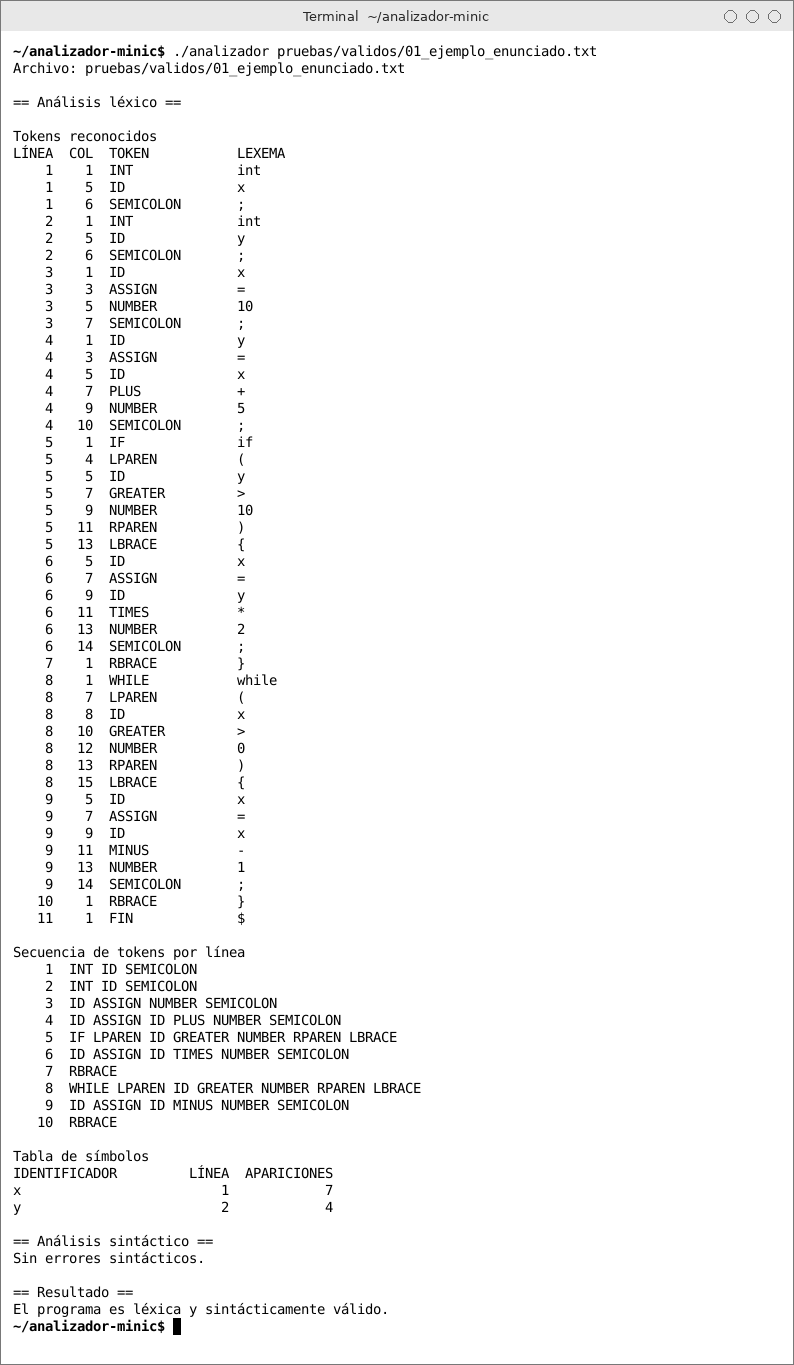 Terminal  ~/analizador-minic
~/analizador-minic$ ./analizador pruebas/validos/01_ejemplo_enunciado.txt
Archivo: pruebas/validos/01_ejemplo_enunciado.txt
== Análisis léxico ==
Tokens reconocidos
LÍNEA  COL  TOKEN           LEXEMA
    1    1  INT             int
    1    5  ID              x
    1    6  SEMICOLON       ;
    2    1  INT             int
    2    5  ID              y
    2    6  SEMICOLON       ;
    3    1  ID              x
    3    3  ASSIGN          =
    3    5  NUMBER          10
    3    7  SEMICOLON       ;
    4    1  ID              y
    4    3  ASSIGN          =
    4    5  ID              x
    4    7  PLUS            +
    4    9  NUMBER          5
    4   10  SEMICOLON       ;
    5    1  IF              if
    5    4  LPAREN          (
    5    5  ID              y
    5    7  GREATER         >
    5    9  NUMBER          10
    5   11  RPAREN          )
    5   13  LBRACE          {
    6    5  ID              x
    6    7  ASSIGN          =
    6    9  ID              y
    6   11  TIMES           *
    6   13  NUMBER          2
    6   14  SEMICOLON       ;
    7    1  RBRACE          }
    8    1  WHILE           while
    8    7  LPAREN          (
    8    8  ID              x
    8   10  GREATER         >
    8   12  NUMBER          0
    8   13  RPAREN          )
    8   15  LBRACE          {
    9    5  ID              x
    9    7  ASSIGN          =
    9    9  ID              x
    9   11  MINUS           -
    9   13  NUMBER          1
    9   14  SEMICOLON       ;
   10    1  RBRACE          }
   11    1  FIN             $
Secuencia de tokens por línea
    1  INT ID SEMICOLON
    2  INT ID SEMICOLON
    3  ID ASSIGN NUMBER SEMICOLON
    4  ID ASSIGN ID PLUS NUMBER SEMICOLON
    5  IF LPAREN ID GREATER NUMBER RPAREN LBRACE
    6  ID ASSIGN ID TIMES NUMBER SEMICOLON
    7  RBRACE
    8  WHILE LPAREN ID GREATER NUMBER RPAREN LBRACE
    9  ID ASSIGN ID MINUS NUMBER SEMICOLON
   10  RBRACE
Tabla de símbolos
IDENTIFICADOR         LÍNEA  APARICIONES
x                         1            7
y                         2            4
== Análisis sintáctico ==
Sin errores sintácticos.
== Resultado ==
El programa es léxica y sintácticamente válido.
~/analizador-minic$